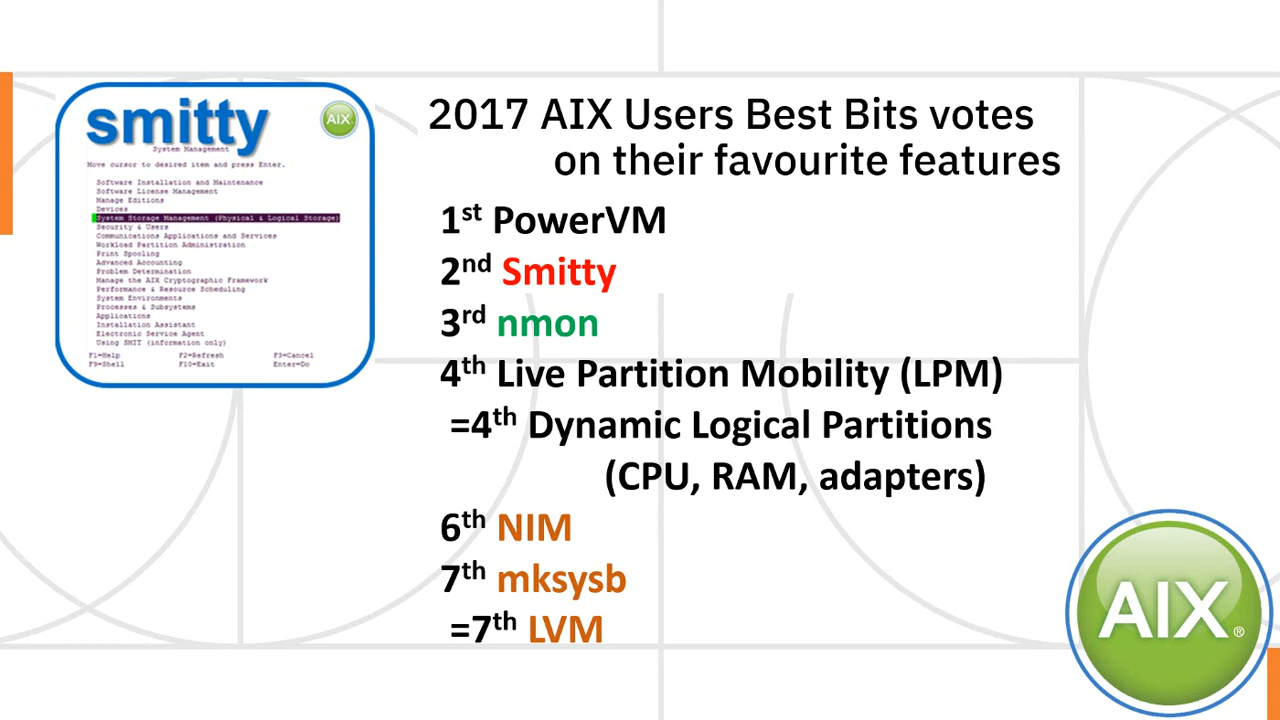 smitty
AIX
System Management
Move cursor to desired item and press Enter.
Software Installation and Maintenance
Software License Management
Manage Editions
Devices
System Storage Management (Physical & Logical Storage)
Security & Users
Communications Applications and Services
Workload Partition Administration
Print Spooling
Advanced Accounting
Problem Determination
Manage the AIX Cryptographic Framework
Performance & Resource Scheduling
System Environments
Processes & Subsystems
Applications
Installation Assistant
Electronic Service Agent
Using SMIT (information only)
F1=Help F2=Refresh F3=Cancel
F9=Shell F10=Exit Enter=Do
2017 AIX Users Best Bits votes
on their favourite features
1st PowerVM
2nd Smitty
3rd nmon
4th Live Partition Mobility (LPM)
=4th Dynamic Logical Partitions
(CPU, RAM, adapters)
6th NIM
7th mksysb
=7th LVM
AIX®